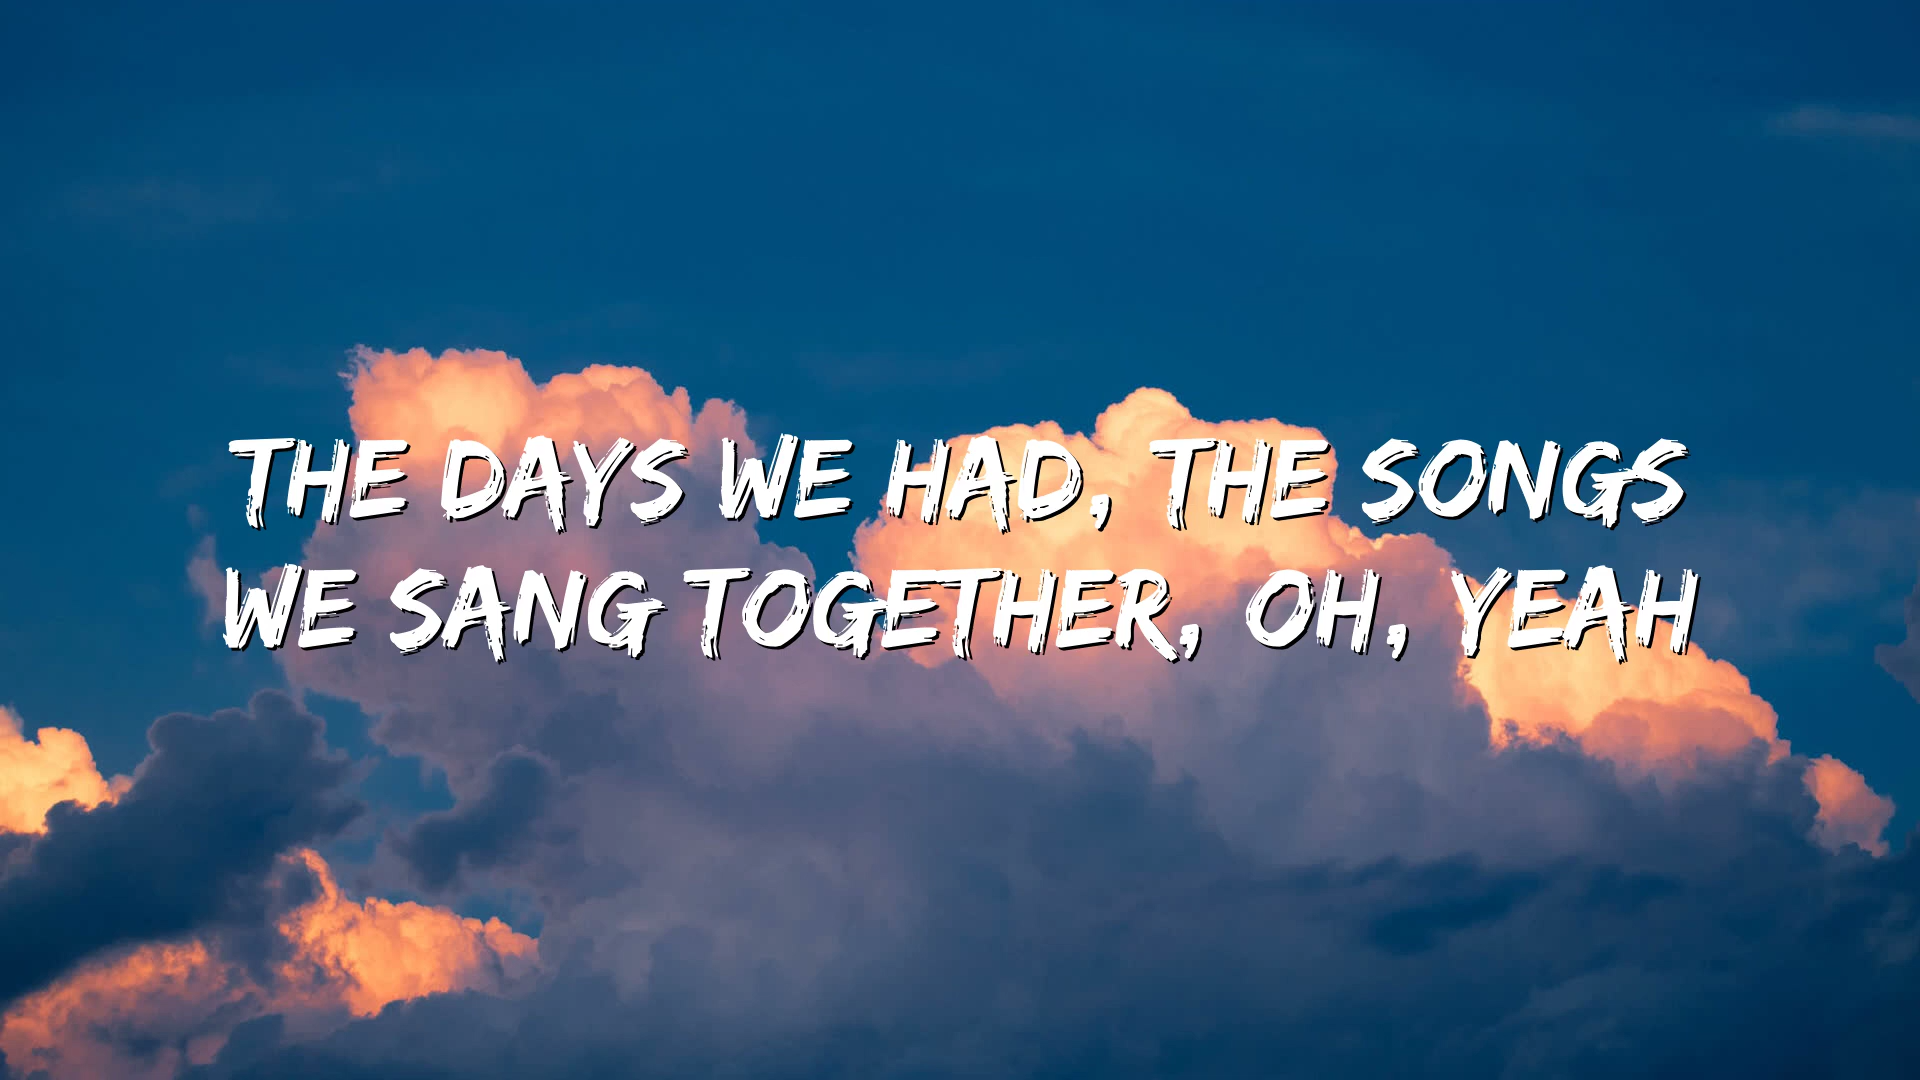 THE DAYS WE HAD, THE SONGS
WE SANG TOGETHER, OH, YEAH